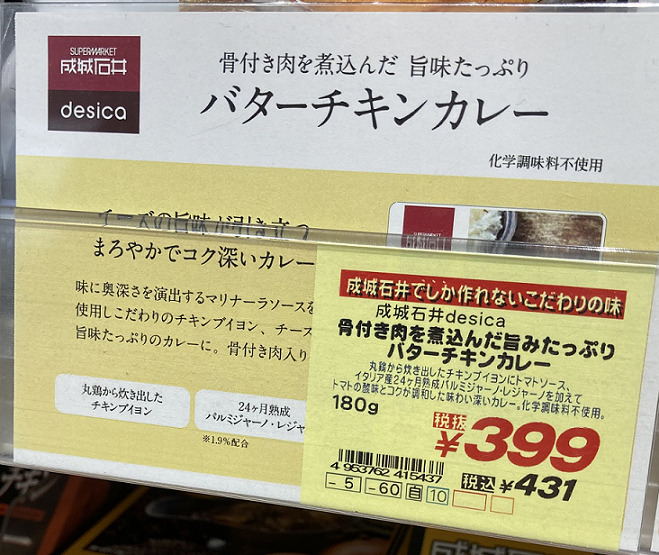 SUPERMARKET
成城石井
desica
骨付き肉を煮込んだ 旨味たっぷり
バターチキンカレー
化学調味料不使用
チーズの旨味が引き立つ
まろやかでコク深いカレー
味に奥深さを演出するマリナーラソースを
使用しこだわりのチキンブイヨン、チーズ
旨味たっぷりのカレーに。骨付き肉入り
丸鶏から炊き出した
チキンブイヨン
24ヶ月熟成
パルミジャーノ・レジャ
※1.9%配合
SUPERMARKET
成城石井でしか作れないこだわりの味
成城石井desica
骨付き肉を煮込んだ旨みたっぷり
バターチキンカレー
丸鶏から炊き出したチキンブイヨンにトマトソース、
イタリア産24ヶ月熟成パルミジャーノ・レジャーノを加えて
トマトの酸味とコクが調和した味わい深いカレー。化学調味料不使用。
180g
税抜
¥399
4 953762 415437
-5 -60 自 10
税込 ¥431